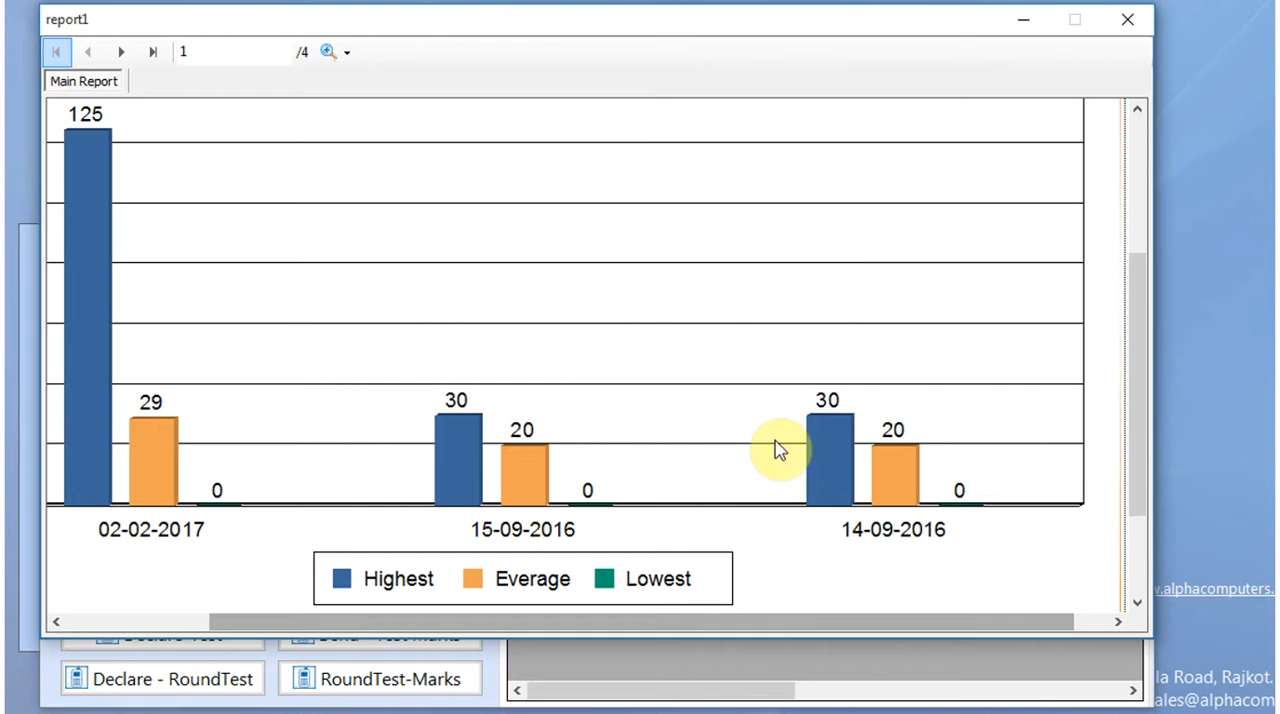 report1
1 /4
Main Report
125
29
0
30
20
0
30
20
0
02-02-2017 15-09-2016 14-09-2016
Highest Everage Lowest
w.alphacomputers.
Declare - RoundTest RoundTest-Marks
la Road, Rajkot.
ales@alphacom